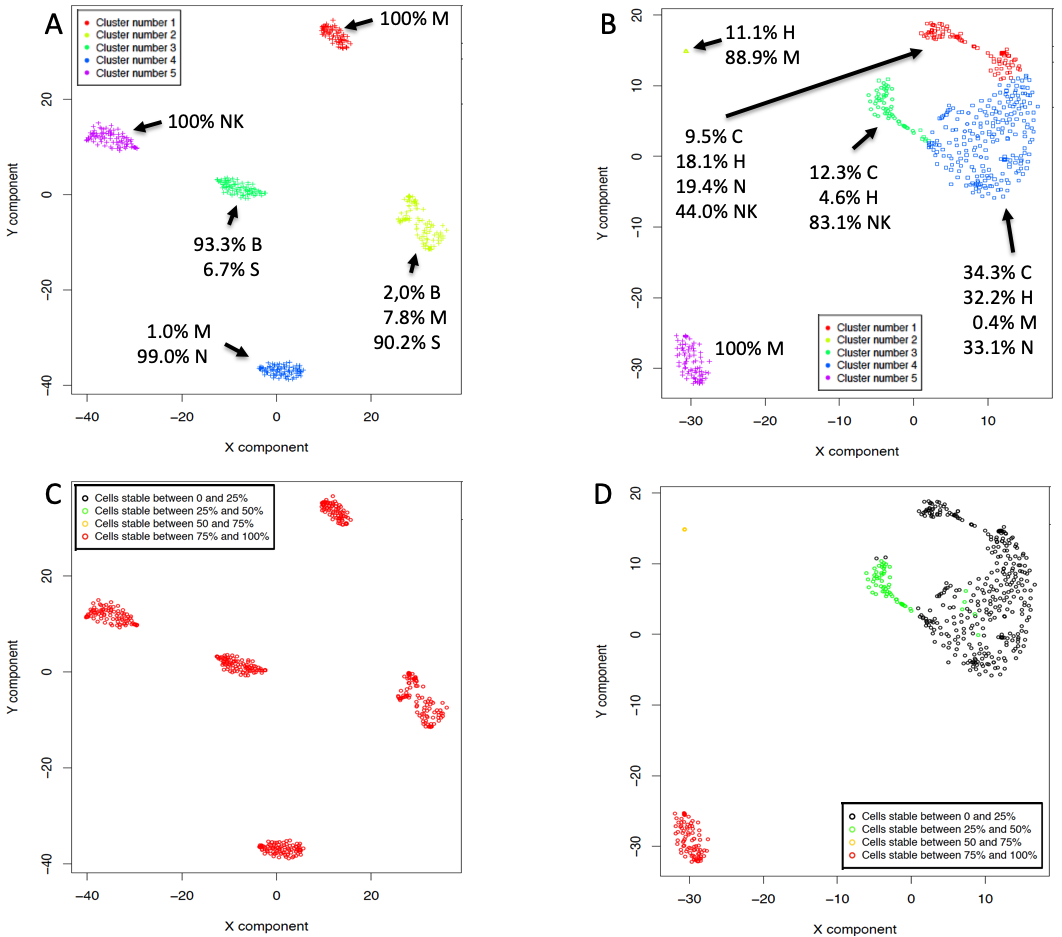 A
Cluster number 1
Cluster number 2
Cluster number 3
Cluster number 4
Cluster number 5
100% M
100% NK
93.3% B
6.7% S
2,0% B
7.8% M
90.2% S
1.0% M
99.0% N
20
0
−20
−40
−40
−20
0
20
X component
Y component
B
11.1% H
88.9% M
9.5% C
18.1% H
19.4% N
44.0% NK
12.3% C
4.6% H
83.1% NK
34.3% C
32.2% H
0.4% M
33.1% N
100% M
Cluster number 1
Cluster number 2
Cluster number 3
Cluster number 4
Cluster number 5
20
10
0
−10
−20
−30
−30
−20
−10
0
10
X component
Y component
C
Cells stable between 0 and 25%
Cells stable between 25% and 50%
Cells stable between 50 and 75%
Cells stable between 75% and 100%
20
0
−20
−40
−40
−20
0
20
X component
Y component
D
20
10
0
−10
−20
−30
Cells stable between 0 and 25%
Cells stable between 25% and 50%
Cells stable between 50 and 75%
Cells stable between 75% and 100%
−30
−20
−10
0
10
X component
Y component